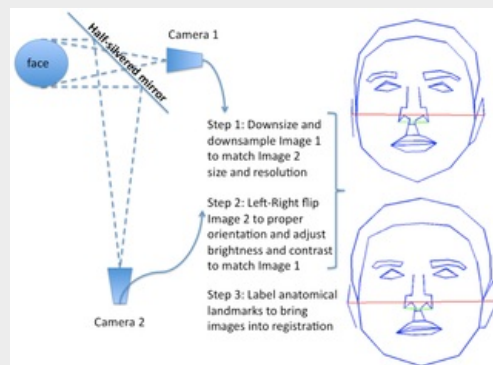 Camera 1
face
Half-silvered mirror
Step 1: Downsize and
downsample Image 1
to match Image 2
size and resolution
Step 2: Left-Right flip
Image 2 to proper
orientation and adjust
brightness and contrast
to match Image 1
Camera 2
Step 3: Label anatomical
landmarks to bring
images into registration